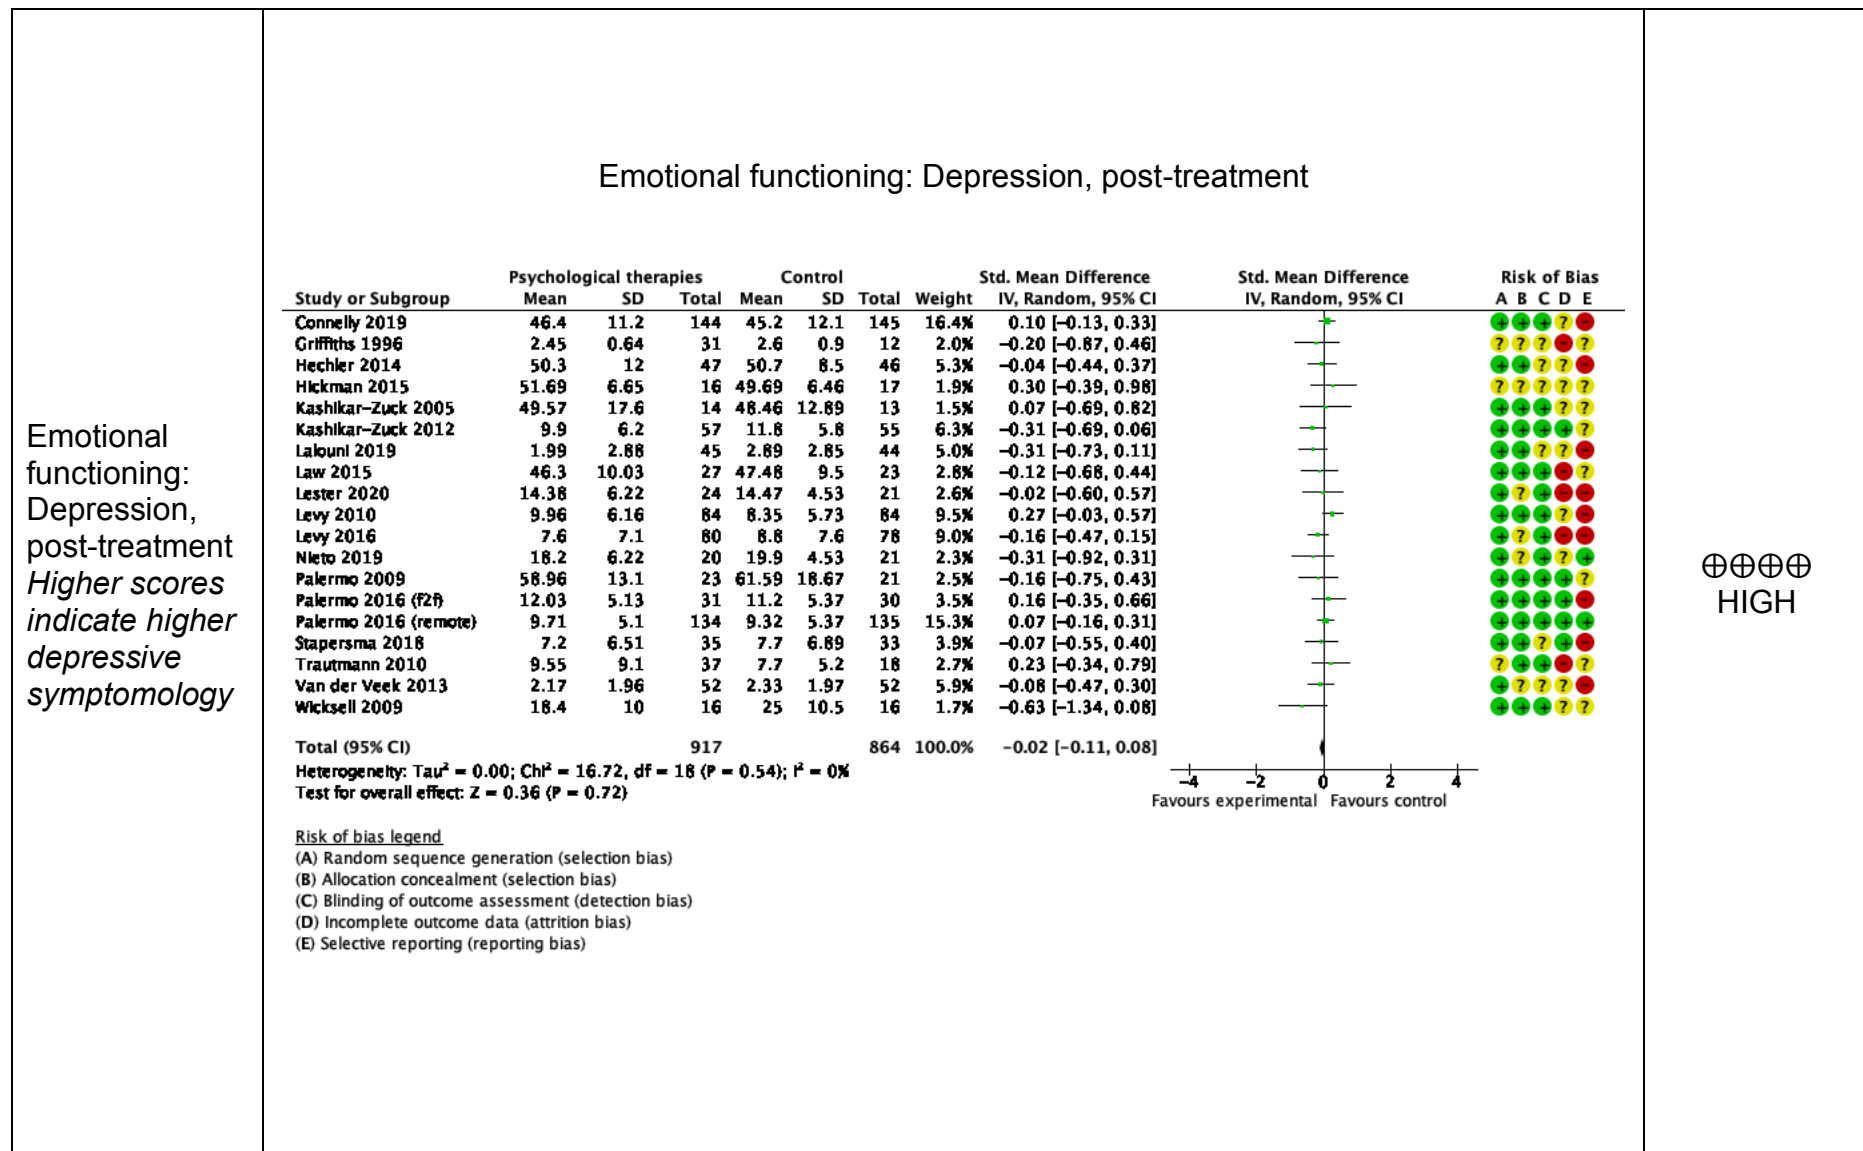 Emotional
functioning:
Depression,
post-treatment
Higher scores
indicate higher
depressive
symptomology
Emotional functioning: Depression, post-treatment
Psychological therapies Control Std. Mean Difference Std. Mean Difference Risk of Bias
Study or Subgroup Mean SD Total Mean SD Total Weight IV, Random, 95% CI IV, Random, 95% CI A B C D E
Connelly 2019 46.4 11.2 144 45.2 12.1 145 16.4% 0.10 [-0.13, 0.33] + + + ? -
Griffiths 1996 2.45 0.64 31 2.6 0.9 12 2.0% -0.20 [-0.87, 0.46] ? ? ? - ?
Hechler 2014 50.3 12 47 50.7 8.5 46 5.3% -0.04 [-0.44, 0.37] + + ? ? -
Hickman 2015 51.69 6.65 16 49.69 6.46 17 1.9% 0.30 [-0.39, 0.98] ? ? ? ? ?
Kashikar-Zuck 2005 49.57 17.6 14 48.46 12.89 13 1.5% 0.07 [-0.69, 0.82] + + + ? ?
Kashikar-Zuck 2012 9.9 6.2 57 11.8 5.8 55 6.3% -0.31 [-0.69, 0.06] + + + + ?
Lalouni 2019 1.99 2.88 45 2.89 2.85 44 5.0% -0.31 [-0.73, 0.11] + + ? ? -
Law 2015 46.3 10.03 27 47.48 9.5 23 2.8% -0.12 [-0.68, 0.44] + + + - ?
Lester 2020 14.38 6.22 24 14.47 4.53 21 2.6% -0.02 [-0.60, 0.57] + ? + - -
Levy 2010 9.96 6.16 84 8.35 5.73 84 9.5% 0.27 [-0.03, 0.57] + + + ? -
Levy 2016 7.6 7.1 80 8.8 7.6 78 9.0% -0.16 [-0.47, 0.15] + ? + - -
Nieto 2019 18.2 6.22 20 19.9 4.53 21 2.3% -0.31 [-0.92, 0.31] + ? + ? +
Palermo 2009 58.96 13.1 23 61.59 18.67 21 2.5% -0.16 [-0.75, 0.43] + + + + ?
Palermo 2016 (f2f) 12.03 5.13 31 11.2 5.37 30 3.5% 0.16 [-0.35, 0.66] + + + + -
Palermo 2016 (remote) 9.71 5.1 134 9.32 5.37 135 15.3% 0.07 [-0.16, 0.31] + + + + +
Stapersma 2018 7.2 6.51 35 7.7 6.89 33 3.9% -0.07 [-0.55, 0.40] + + ? + -
Trautmann 2010 9.55 9.1 37 7.7 5.2 18 2.7% 0.23 [-0.34, 0.79] ? + + - ?
Van der Veek 2013 2.17 1.96 52 2.33 1.97 52 5.9% -0.08 [-0.47, 0.30] + ? ? ? -
Wicksell 2009 18.4 10 16 25 10.5 16 1.7% -0.63 [-1.34, 0.08] + + + ? ?
Total (95% CI) 917 864 100.0% -0.02 [-0.11, 0.08]
Heterogeneity: Tau² = 0.00; Chi² = 16.72, df = 18 (P = 0.54); I² = 0%
Test for overall effect: Z = 0.36 (P = 0.72)
-4 -2 0 2 4
Favours experimental Favours control
Risk of bias legend
(A) Random sequence generation (selection bias)
(B) Allocation concealment (selection bias)
(C) Blinding of outcome assessment (detection bias)
(D) Incomplete outcome data (attrition bias)
(E) Selective reporting (reporting bias)
⊕⊕⊕⊕
HIGH